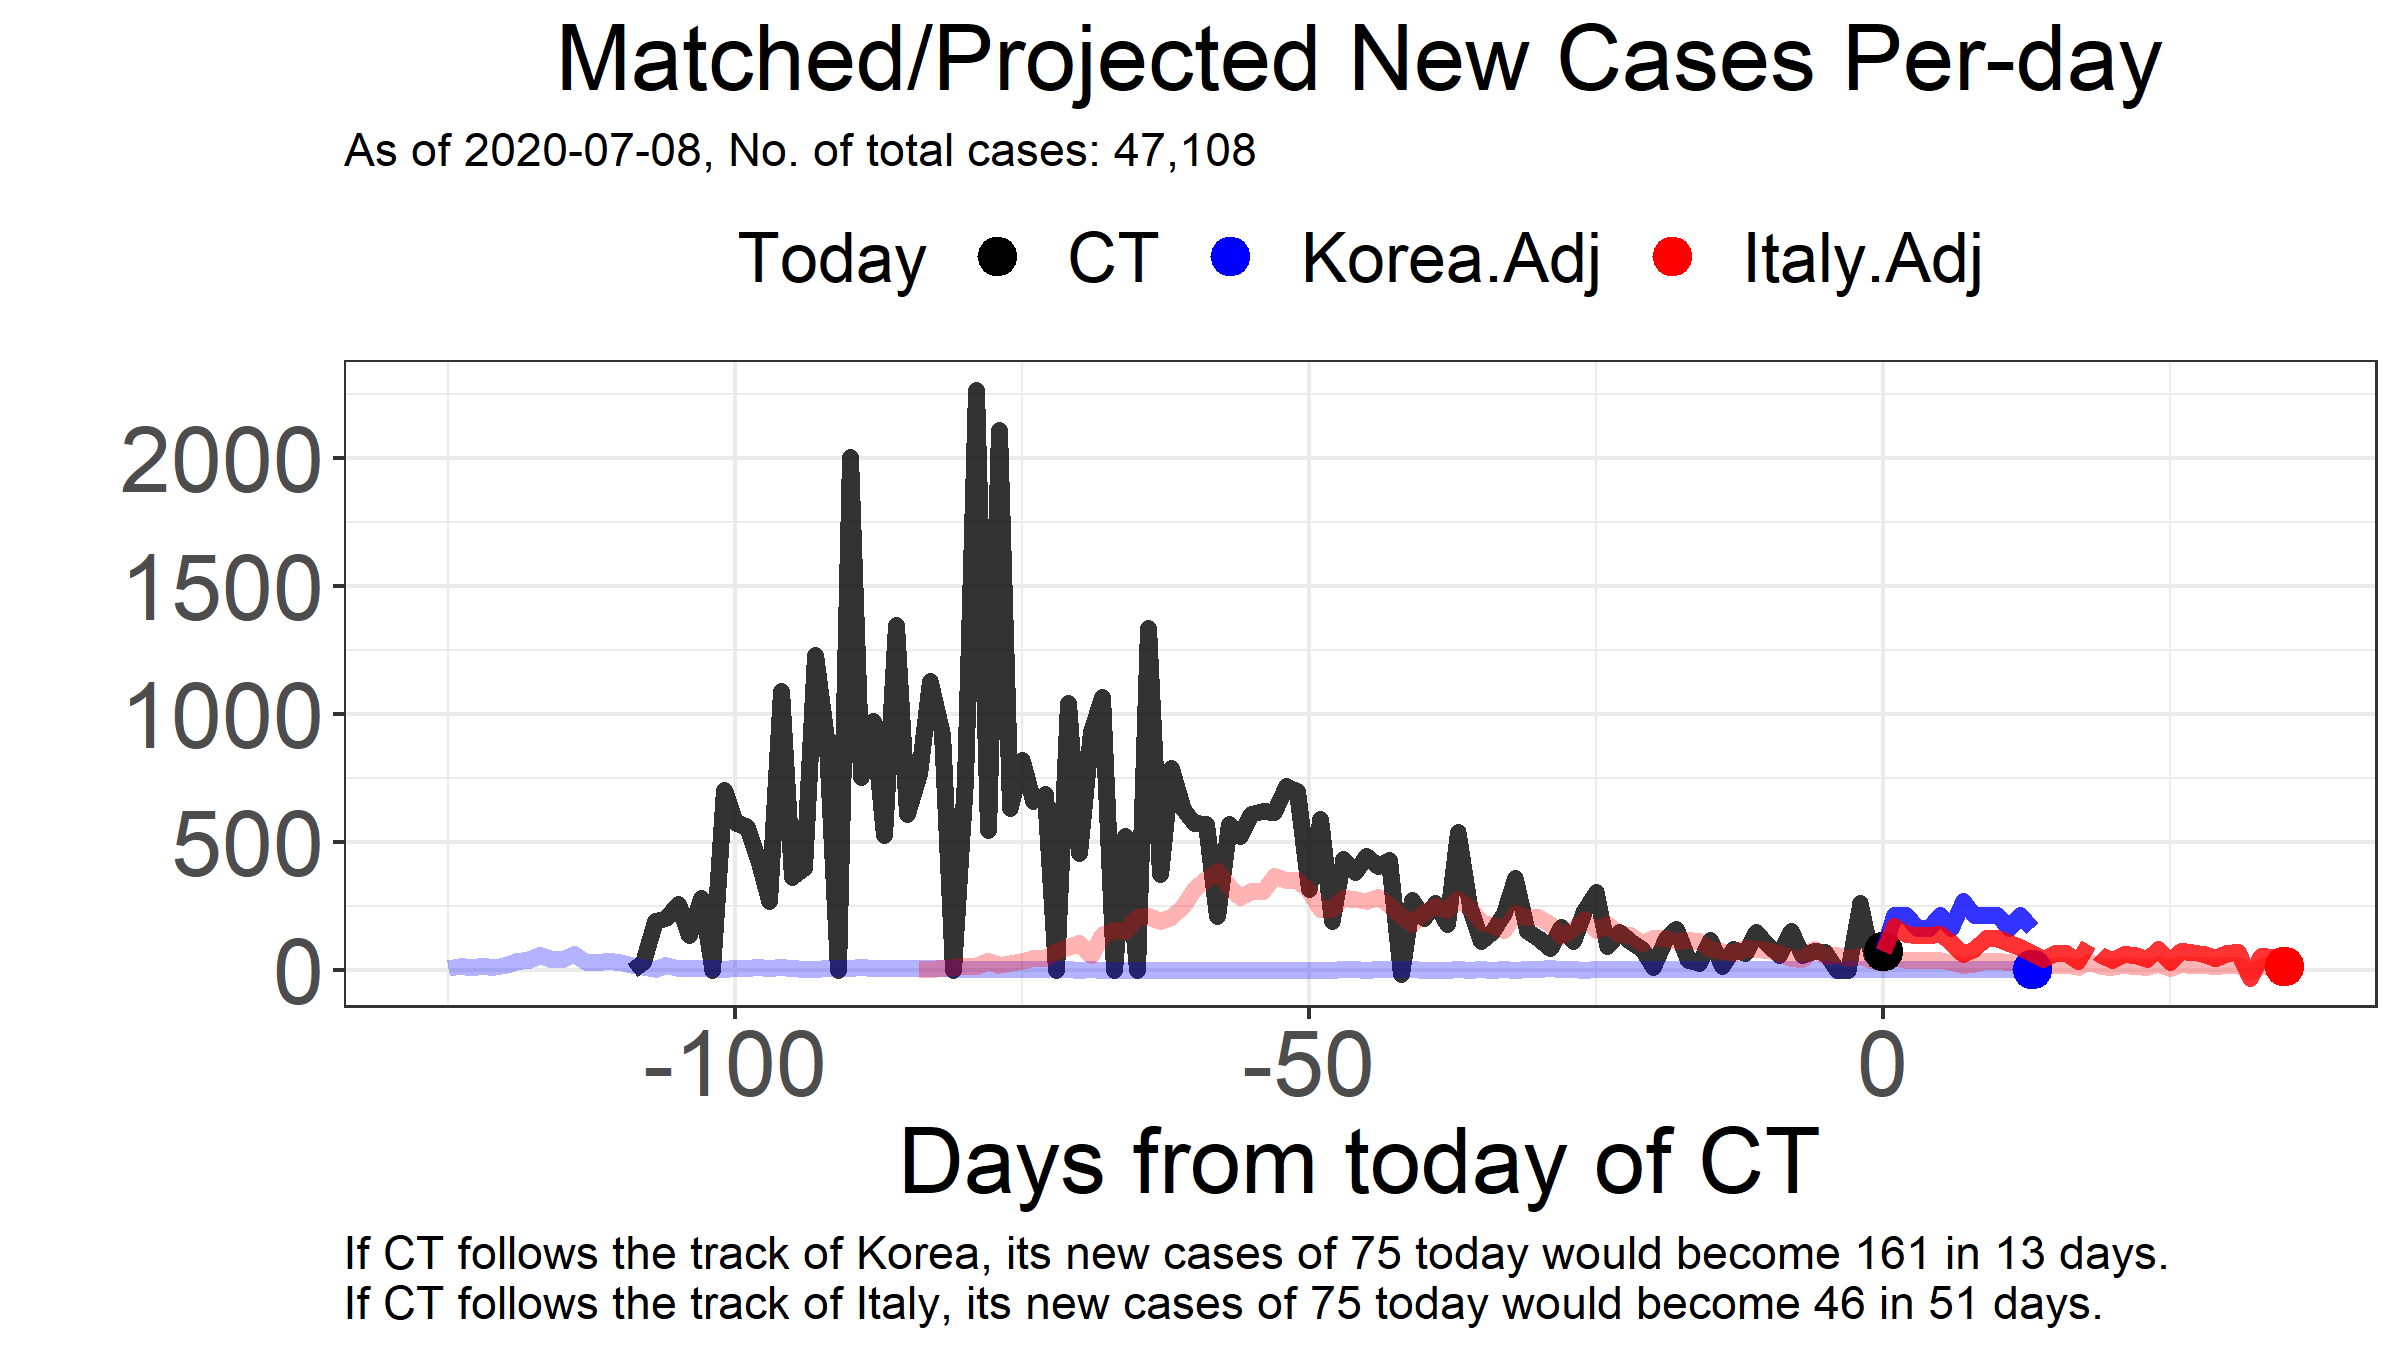 Matched/Projected New Cases Per-day
As of 2020-07-08, No. of total cases: 47,108
Today CT Korea.Adj Italy.Adj
2000
1500
1000
500
0
-100 -50 0
Days from today of CT
If CT follows the track of Korea, its new cases of 75 today would become 161 in 13 days.
If CT follows the track of Italy, its new cases of 75 today would become 46 in 51 days.